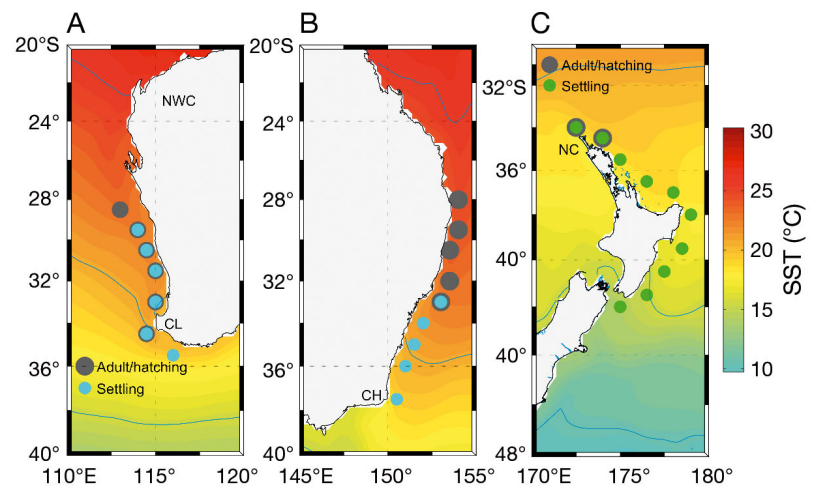 A
B
C
20°S
24°
28°
32°
36°
40°
110°E
115°
120°
NWC
CL
Adult/hatching
Settling
20°S
24°
28°
32°
36°
40°
145°E
150°
155°
CH
32°S
36°
40°
40°
48°
170°E
175°
180°
Adult/hatching
Settling
NC
30
25
20
15
10
SST (°C)